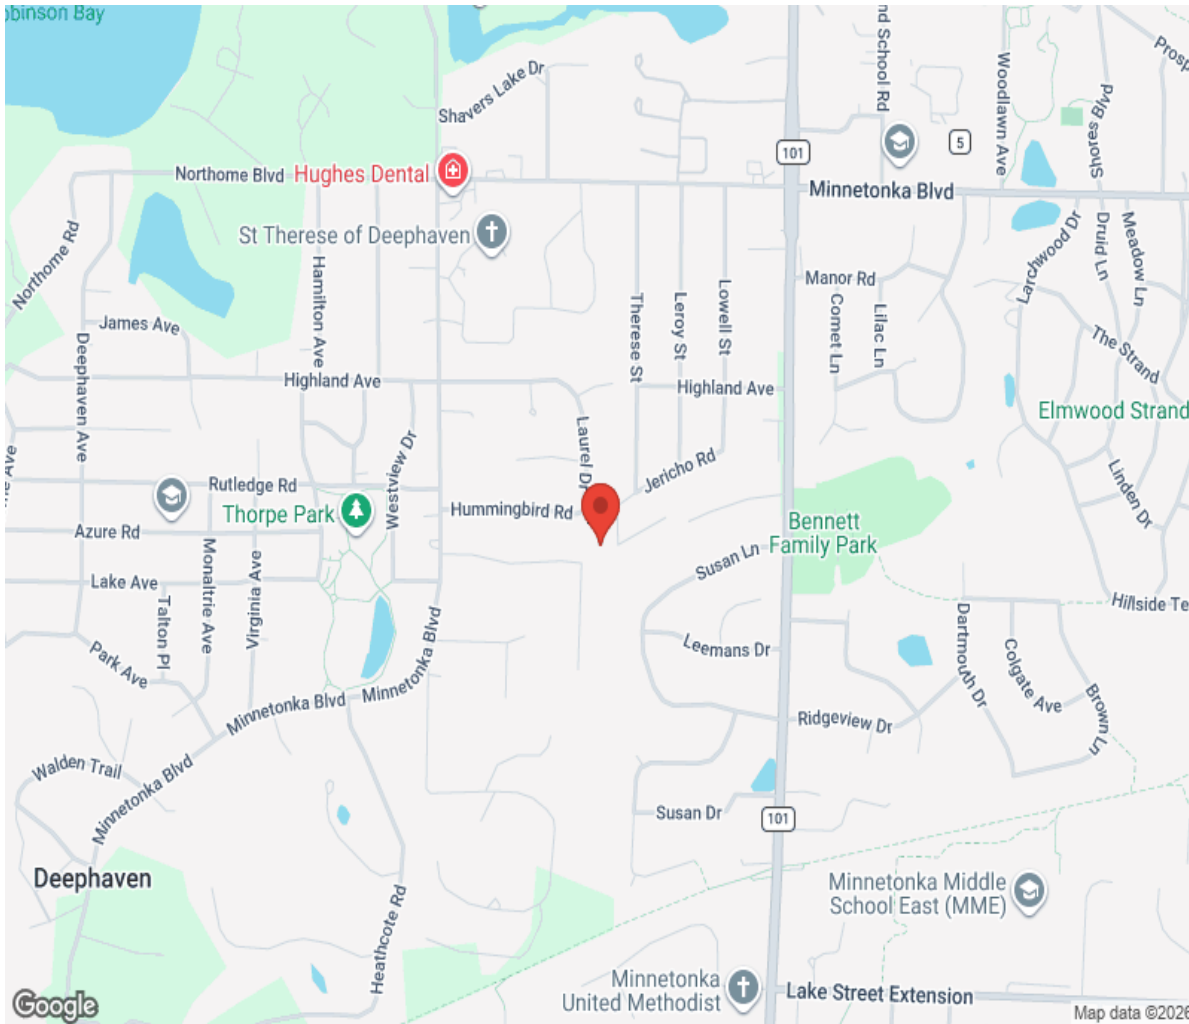 obinson Bay
Shavers Lake Dr
nd School Rd
Woodlawn Ave
Prosp
Shores Blvd
101
5
Northome Blvd
Hughes Dental
Minnetonka Blvd
St Therese of Deephaven
Northome Rd
Hamilton Ave
Larchwood Dr
Druid Ln
Meadow Ln
Manor Rd
Therese St
Leroy St
Lowell St
Comet Ln
Lilac Ln
James Ave
Deephaven Ave
The Strand
Highland Ave
Highland Ave
Elmwood Strand
Laurel Dr
Westview Dr
Jericho Rd
Linden Dr
Rutledge Rd
Thorpe Park
Hummingbird Rd
Azure Rd
Bennett
Family Park
Susan Ln
Monaltrie Ave
Virginia Ave
Lake Ave
Talton Pl
Hillside Te
Dartmouth Dr
Colgate Ave
Leemans Dr
Park Ave
Minnetonka Blvd
Minnetonka Blvd
Brown Ln
Ridgeview Dr
Walden Trail
Minnetonka Blvd
Susan Dr
101
Deephaven
Minnetonka Middle
School East (MME)
Heathcote Rd
Minnetonka
United Methodist
Lake Street Extension
Google
Map data ©2026